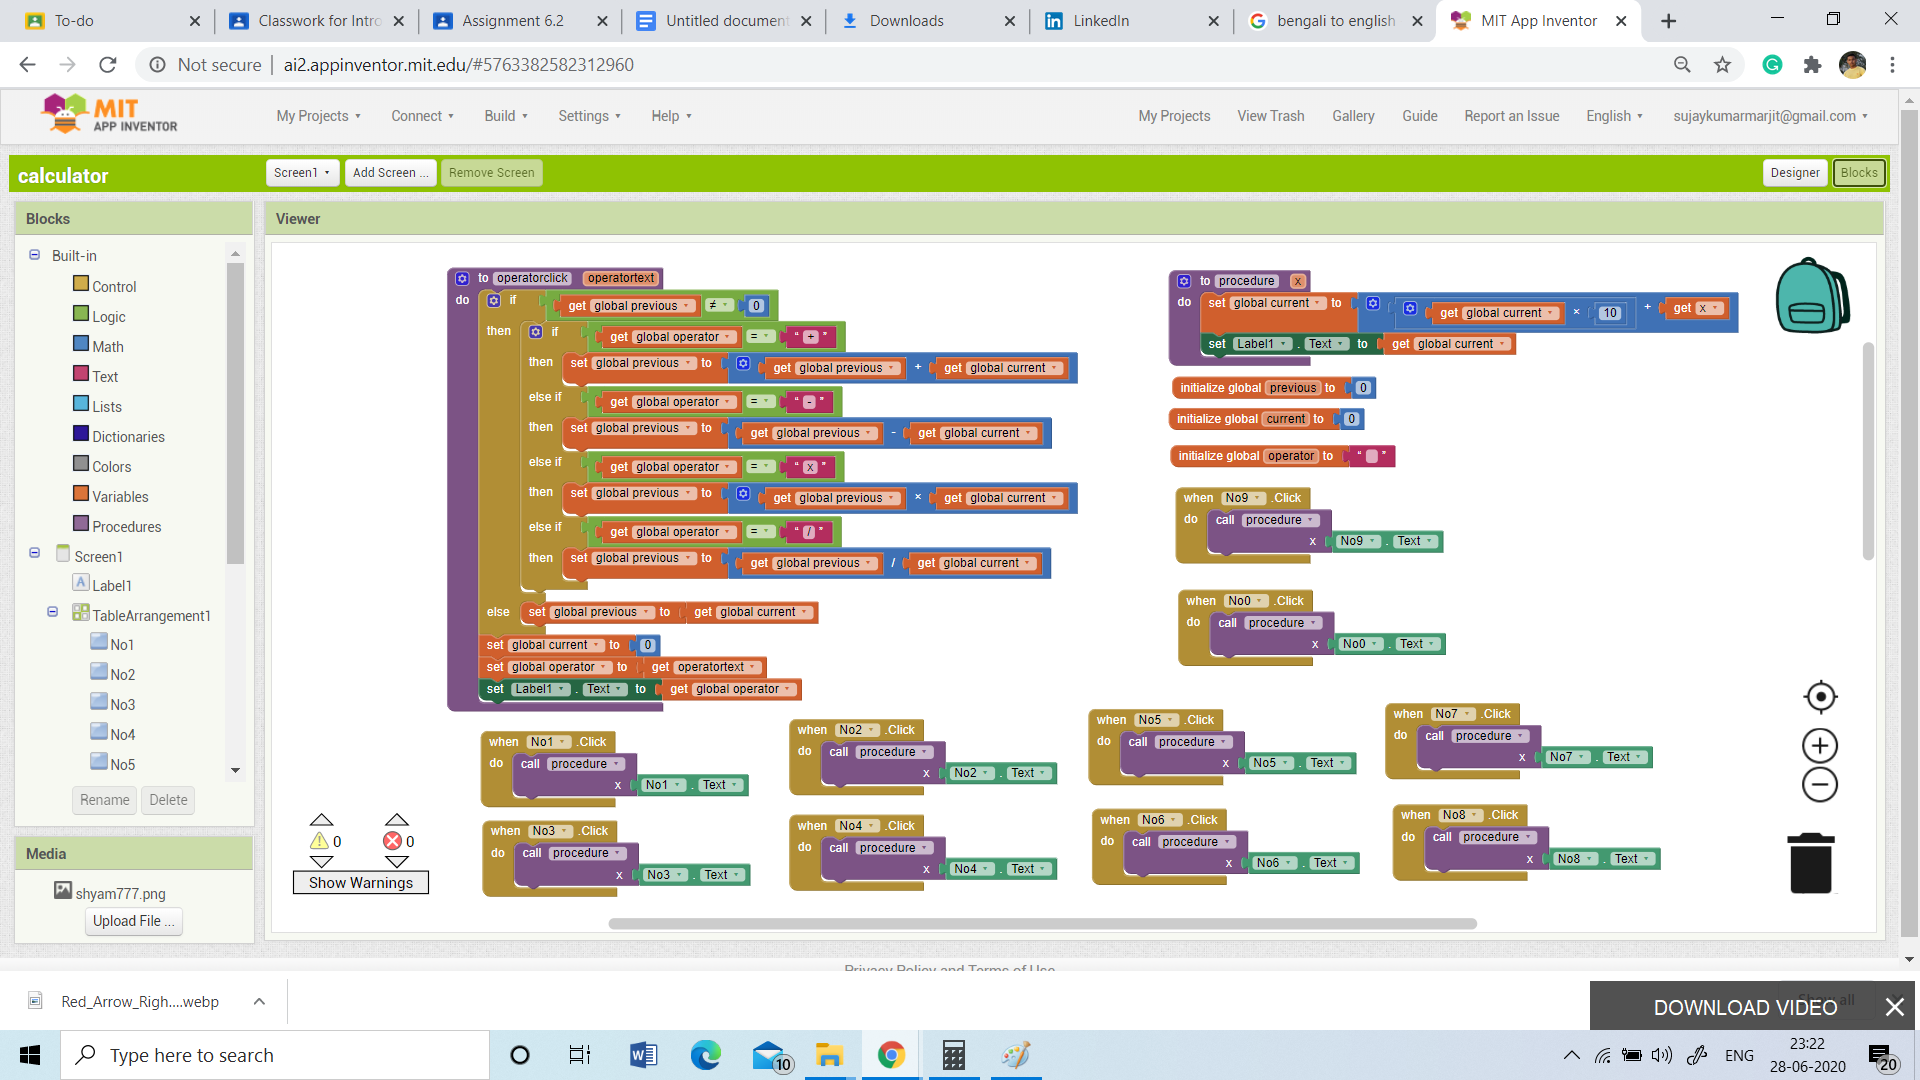 To-do
Classwork for Intro
Assignment 6.2
Untitled document
Downloads
LinkedIn
bengali to english
MIT App Inventor
Not secure | ai2.appinventor.mit.edu/#5763382582312960
MIT
APP INVENTOR
My Projects Connect Build Settings Help
My Projects View Trash Gallery Guide Report an Issue English sujaykumarmarjit@gmail.com
calculator
Screen1 Add Screen ... Remove Screen
Designer Blocks
Blocks
Viewer
Built-in
Control
Logic
Math
Text
Lists
Dictionaries
Colors
Variables
Procedures
Screen1
Label1
TableArrangement1
No1
No2
No3
No4
No5
Rename Delete
Media
shyam777.png
Upload File ...
to operatorclick operatortext
do if get global previous ≠ 0
then if get global operator = " + "
then set global previous to get global previous + get global current
else if get global operator = " - "
then set global previous to get global previous - get global current
else if get global operator = " x "
then set global previous to get global previous × get global current
else if get global operator = " / "
then set global previous to get global previous / get global current
else set global previous to get global current
set global current to 0
set global operator to get operatortext
set Label1 . Text to get global operator
to procedure x
do set global current to get global current × 10 + get x
set Label1 . Text to get global current
initialize global previous to 0
initialize global current to 0
initialize global operator to " "
when No9 .Click
do call procedure
x No9 . Text
when No0 .Click
do call procedure
x No0 . Text
when No1 .Click
do call procedure
x No1 . Text
when No2 .Click
do call procedure
x No2 . Text
when No5 .Click
do call procedure
x No5 . Text
when No7 .Click
do call procedure
x No7 . Text
when No3 .Click
do call procedure
x No3 . Text
when No4 .Click
do call procedure
x No4 . Text
when No6 .Click
do call procedure
x No6 . Text
when No8 .Click
do call procedure
x No8 . Text
0 0
Show Warnings
Privacy Policy and Terms of Use
Red_Arrow_Righ....webp
DOWNLOAD VIDEO
Type here to search
10
ENG
23:22
28-06-2020
20